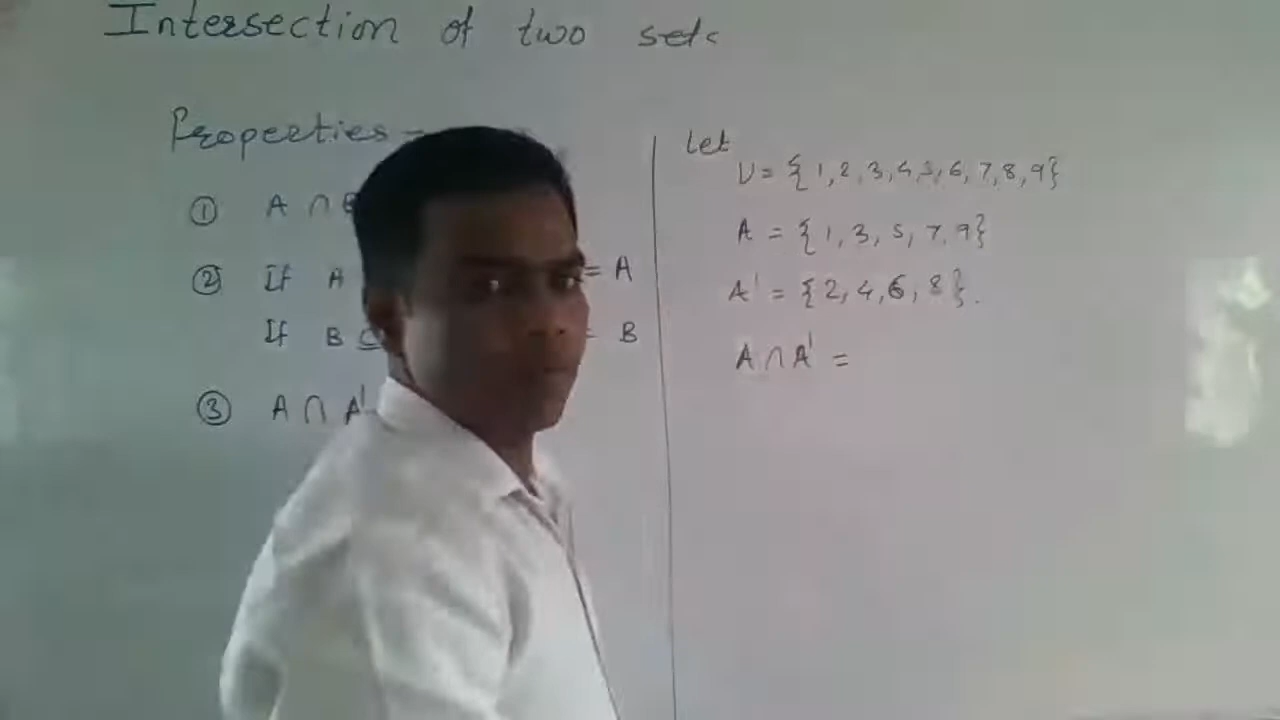 Intersection of two sets
Properties -
① A ∩
② If A = A
If B ⊆ = B
③ A ∩ A'
Let
U = {1, 2, 3, 4, 5, 6, 7, 8, 9}
A = {1, 3, 5, 7, 9}
A' = {2, 4, 6, 8}.
A ∩ A' =